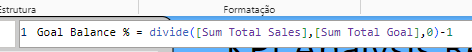 Estrutura Formatação
1 Goal Balance % = divide([Sum Total Sales],[Sum Total Goal],0)-1